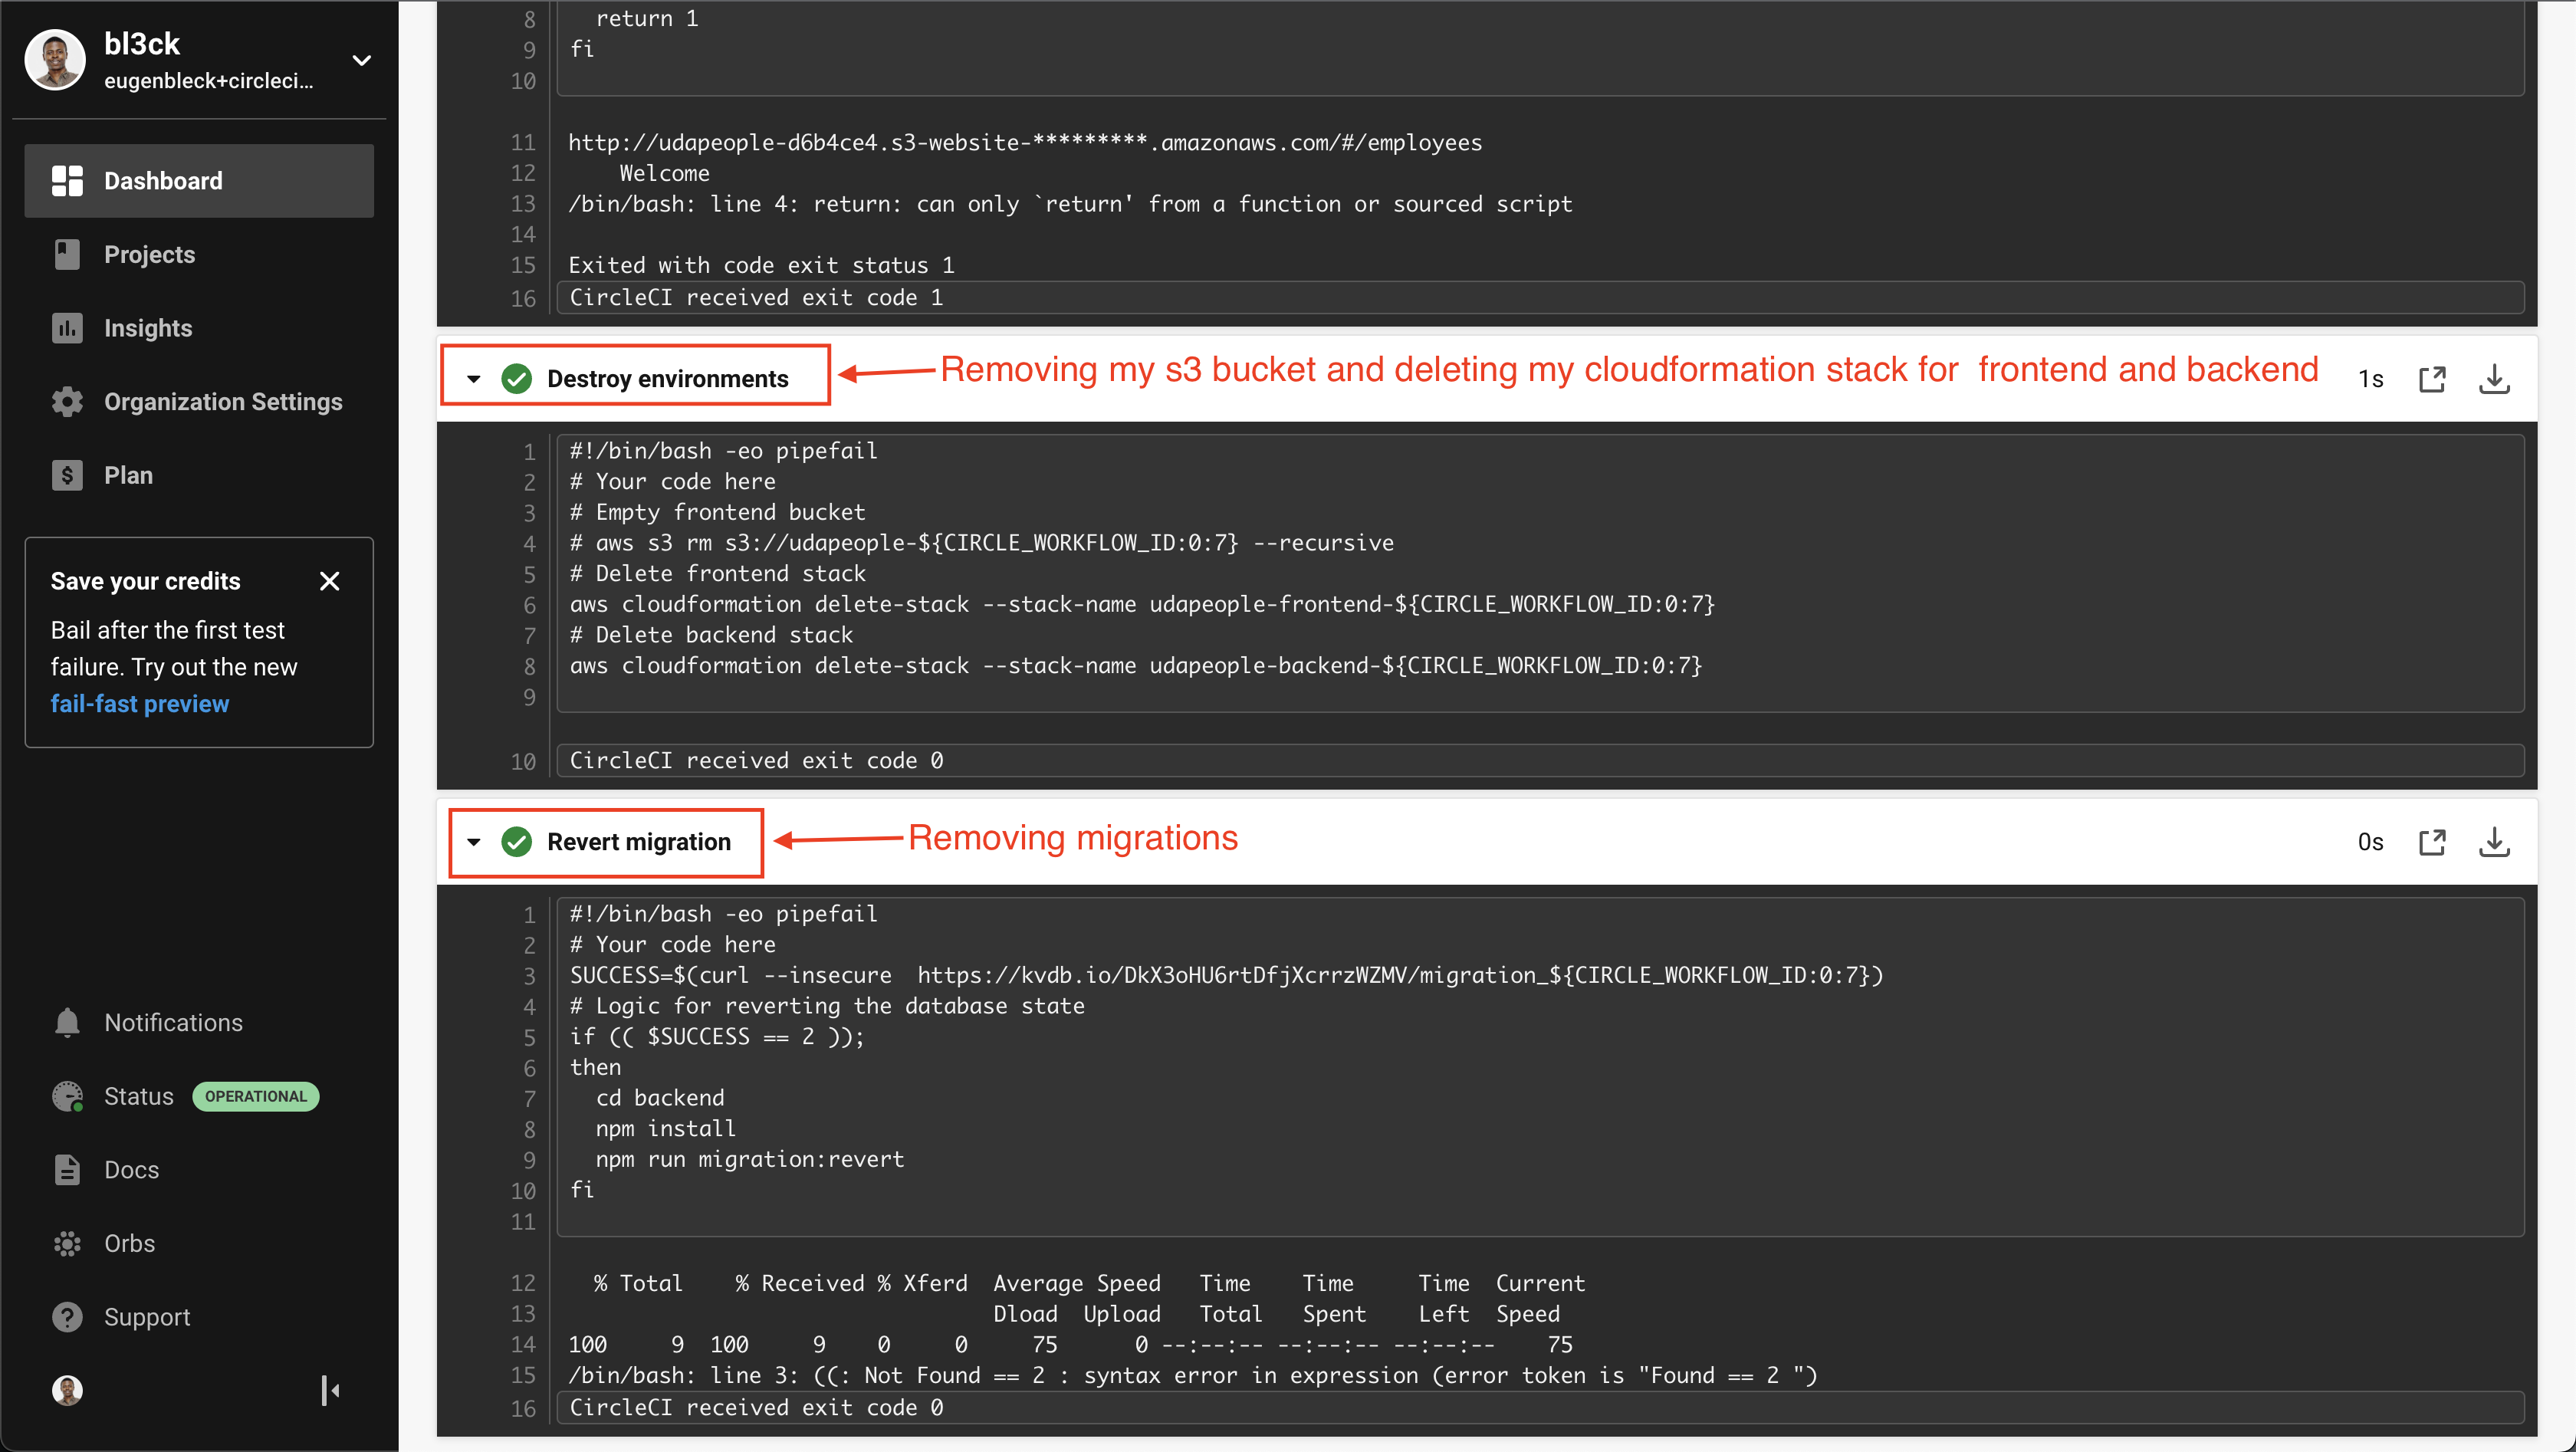 bl3ck
eugenbleck+circleci...
Dashboard
Projects
Insights
Organization Settings
Plan
Save your credits
Bail after the first test
failure. Try out the new
fail-fast preview
Notifications
Status OPERATIONAL
Docs
Orbs
Support
8   return 1
9 fi
10
11 http://udapeople-d6b4ce4.s3-website-*********.amazonaws.com/#/employees
12     Welcome
13 /bin/bash: line 4: return: can only `return' from a function or sourced script
14
15 Exited with code exit status 1
16 CircleCI received exit code 1
Destroy environments Removing my s3 bucket and deleting my cloudformation stack for  frontend and backend 1s
1 #!/bin/bash -eo pipefail
2 # Your code here
3 # Empty frontend bucket
4 # aws s3 rm s3://udapeople-${CIRCLE_WORKFLOW_ID:0:7} --recursive
5 # Delete frontend stack
6 aws cloudformation delete-stack --stack-name udapeople-frontend-${CIRCLE_WORKFLOW_ID:0:7}
7 # Delete backend stack
8 aws cloudformation delete-stack --stack-name udapeople-backend-${CIRCLE_WORKFLOW_ID:0:7}
9
10 CircleCI received exit code 0
Revert migration Removing migrations 0s
1 #!/bin/bash -eo pipefail
2 # Your code here
3 SUCCESS=$(curl --insecure  https://kvdb.io/DkX3oHU6rtDfjXcrrzWZMV/migration_${CIRCLE_WORKFLOW_ID:0:7})
4 # Logic for reverting the database state
5 if (( $SUCCESS == 2 ));
6 then
7   cd backend
8   npm install
9   npm run migration:revert
10 fi
11
12   % Total    % Received % Xferd  Average Speed   Time    Time     Time  Current
13                                  Dload  Upload   Total   Spent    Left  Speed
14 100     9  100     9    0     0     75      0 --:--:-- --:--:-- --:--:--    75
15 /bin/bash: line 3: ((: Not Found == 2 : syntax error in expression (error token is "Found == 2 ")
16 CircleCI received exit code 0